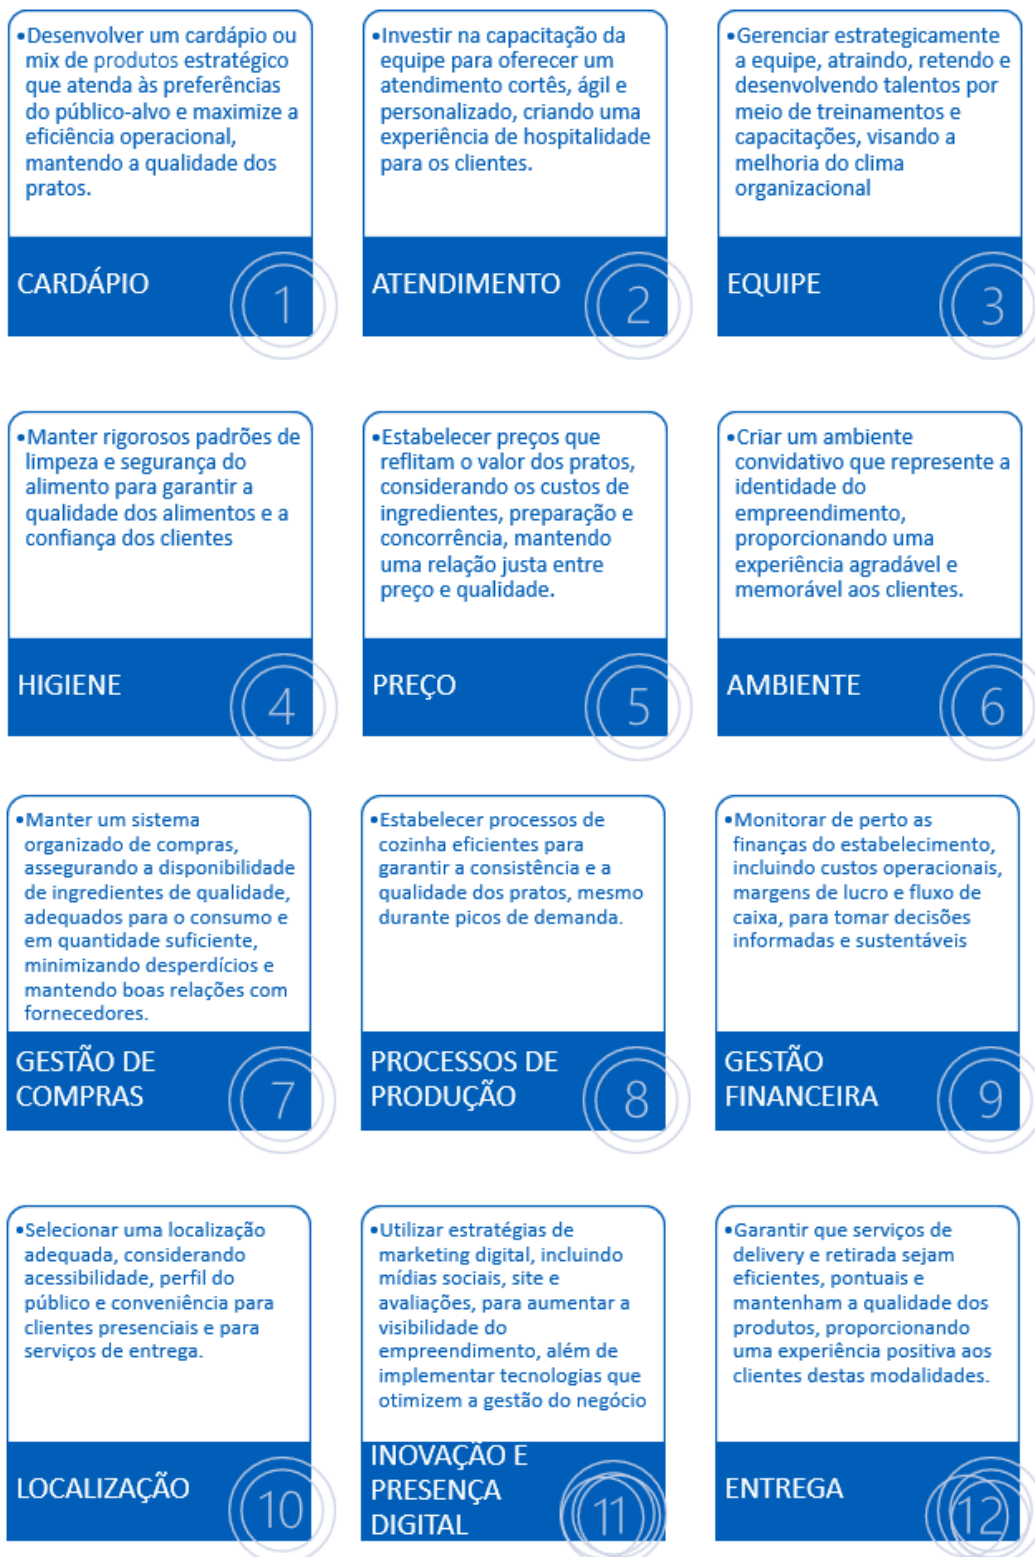 •Desenvolver um cardápio ou
mix de produtos estratégico
que atenda às preferências
do público-alvo e maximize a
eficiência operacional,
mantendo a qualidade dos
pratos.
CARDÁPIO
1
•Investir na capacitação da
equipe para oferecer um
atendimento cortês, ágil e
personalizado, criando uma
experiência de hospitalidade
para os clientes.
ATENDIMENTO
2
•Gerenciar estrategicamente
a equipe, atraindo, retendo e
desenvolvendo talentos por
meio de treinamentos e
capacitações, visando a
melhoria do clima
organizacional
EQUIPE
3
•Manter rigorosos padrões de
limpeza e segurança do
alimento para garantir a
qualidade dos alimentos e a
confiança dos clientes
HIGIENE
4
•Estabelecer preços que
reflitam o valor dos pratos,
considerando os custos de
ingredientes, preparação e
concorrência, mantendo
uma relação justa entre
preço e qualidade.
PREÇO
5
•Criar um ambiente
convidativo que represente a
identidade do
empreendimento,
proporcionando uma
experiência agradável e
memorável aos clientes.
AMBIENTE
6
•Manter um sistema
organizado de compras,
assegurando a disponibilidade
de ingredientes de qualidade,
adequados para o consumo e
em quantidade suficiente,
minimizando desperdícios e
mantendo boas relações com
fornecedores.
GESTÃO DE
COMPRAS
7
•Estabelecer processos de
cozinha eficientes para
garantir a consistência e a
qualidade dos pratos, mesmo
durante picos de demanda.
PROCESSOS DE
PRODUÇÃO
8
•Monitorar de perto as
finanças do estabelecimento,
incluindo custos operacionais,
margens de lucro e fluxo de
caixa, para tomar decisões
informadas e sustentáveis
GESTÃO
FINANCEIRA
9
•Selecionar uma localização
adequada, considerando
acessibilidade, perfil do
público e conveniência para
clientes presenciais e para
serviços de entrega.
LOCALIZAÇÃO
10
•Utilizar estratégias de
marketing digital, incluindo
mídias sociais, site e
avaliações, para aumentar a
visibilidade do
empreendimento, além de
implementar tecnologias que
otimizem a gestão do negócio
INOVAÇÃO E
PRESENÇA
DIGITAL
11
•Garantir que serviços de
delivery e retirada sejam
eficientes, pontuais e
mantenham a qualidade dos
produtos, proporcionando
uma experiência positiva aos
clientes destas modalidades.
ENTREGA
12